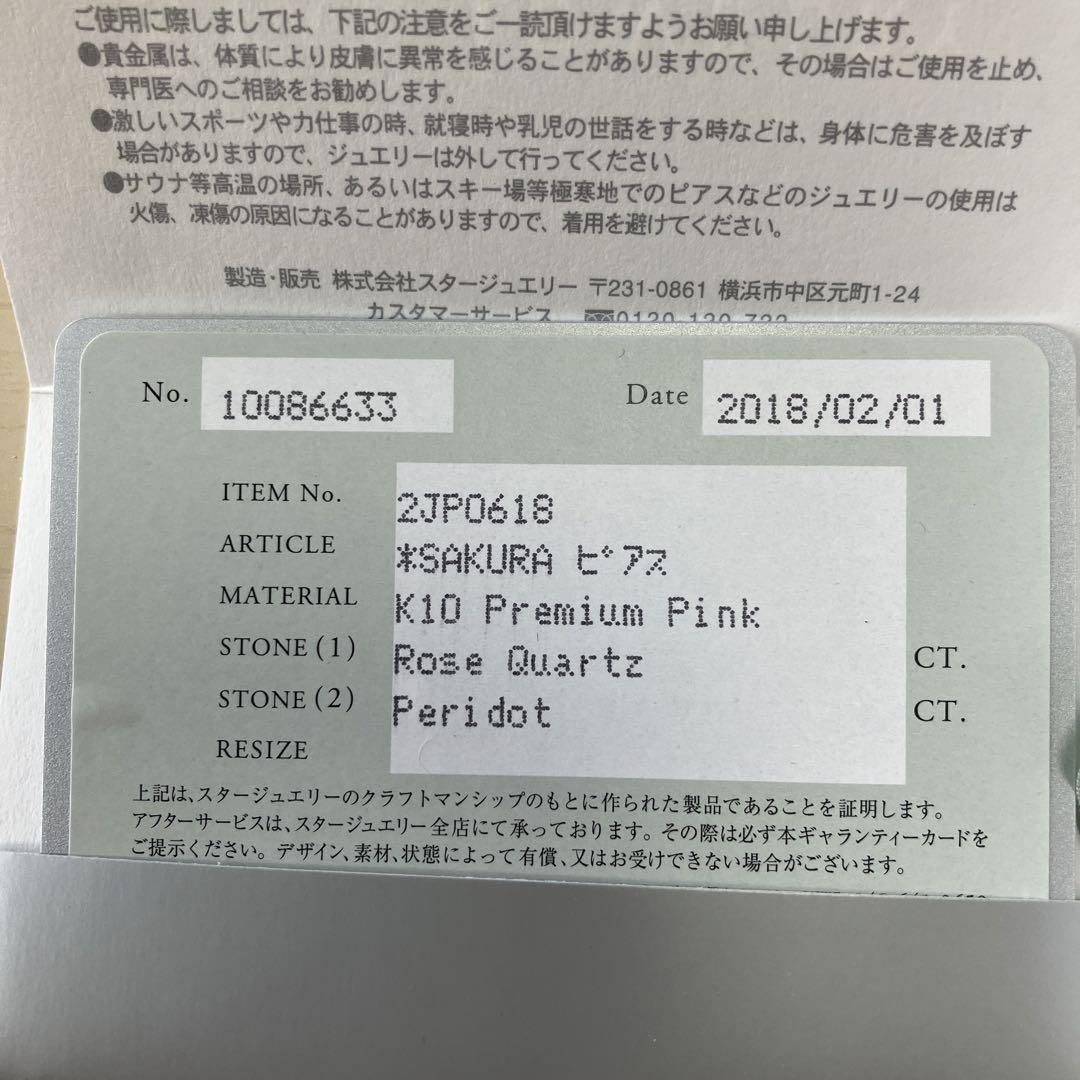 ご使用に際しましては、下記の注意をご一読頂けますようお願い申し上げます。
●貴金属は、体質により皮膚に異常を感じることがありますので、その場合はご使用を止め、
専門医へのご相談をお勧めします。
●激しいスポーツや力仕事の時、就寝時や乳児の世話をする時などは、身体に危害を及ぼす
場合がありますので、ジュエリーは外して行ってください。
●サウナ等高温の場所、あるいはスキー場等極寒地でのピアスなどのジュエリーの使用は
火傷、凍傷の原因になることがありますので、着用を避けてください。
製造・販売 株式会社スタージュエリー 〒231-0861 横浜市中区元町1-24
カスタマーサービス
No. 10086633 Date 2018/02/01
ITEM No. 2JP0618
ARTICLE *SAKURA ピアス
MATERIAL K10 Premium Pink
STONE (1) Rose Quartz CT.
STONE (2) Peridot CT.
RESIZE
上記は、スタージュエリーのクラフトマンシップのもとに作られた製品であることを証明します。
アフターサービスは、スタージュエリー全店にて承っております。その際は必ず本ギャランティーカードを
ご提示ください。デザイン、素材、状態によって有償、又はお受けできない場合がございます。